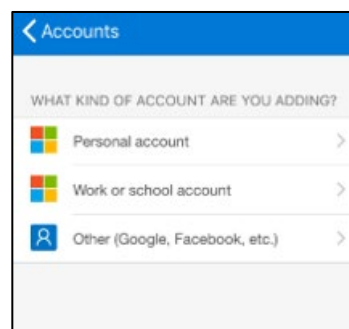 Accounts
WHAT KIND OF ACCOUNT ARE YOU ADDING?
Personal account
Work or school account
Other (Google, Facebook, etc.)